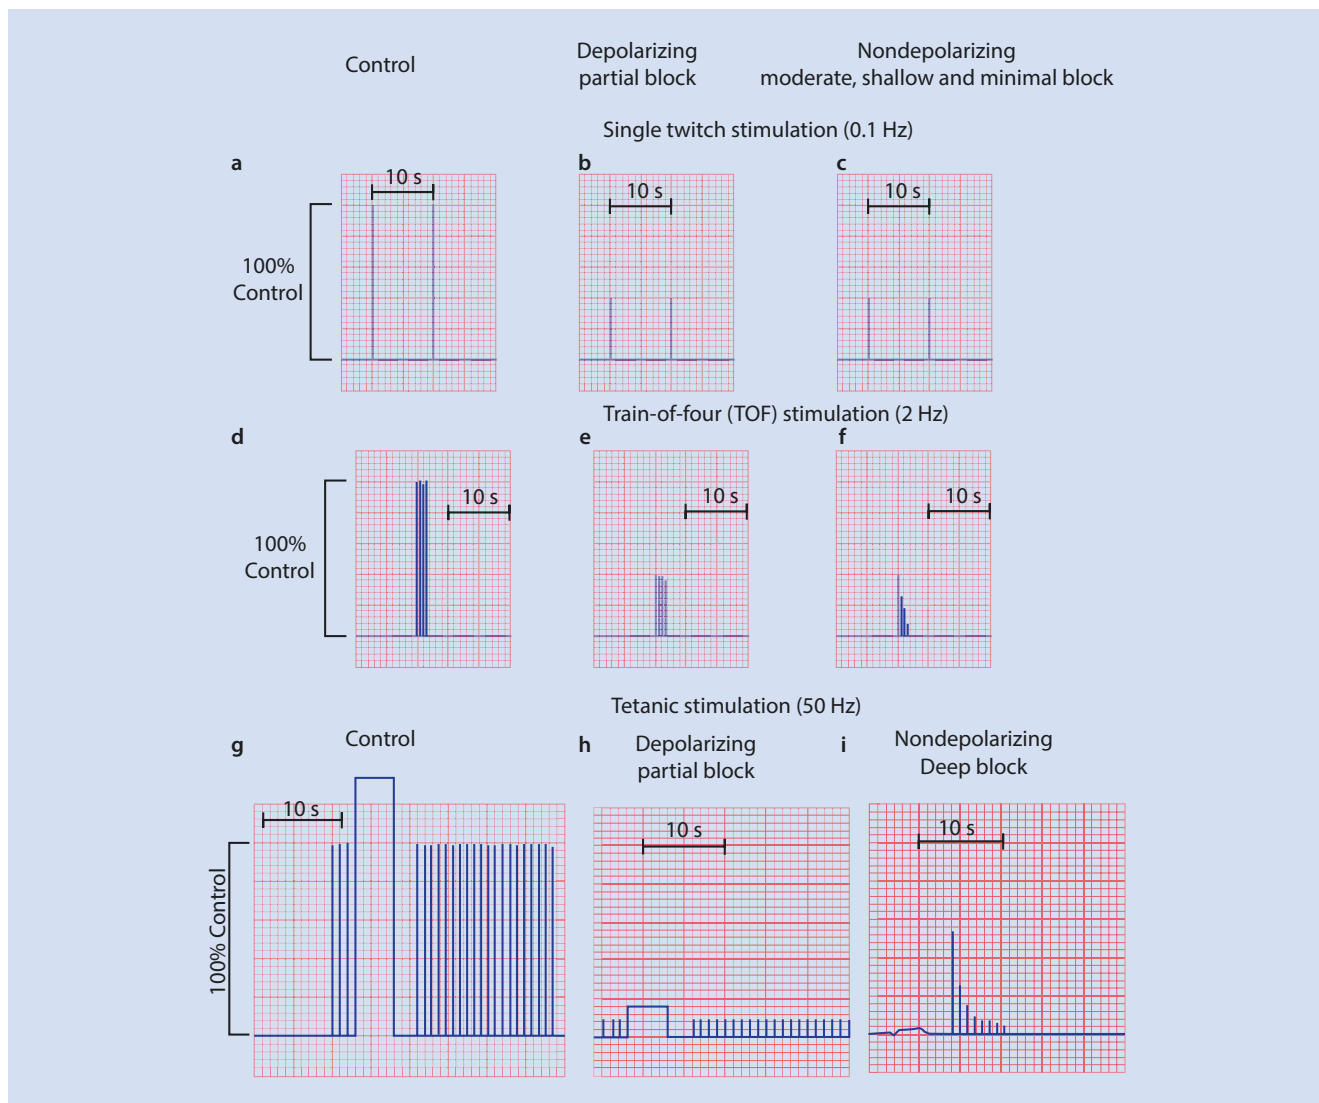 Control
Depolarizing
partial block
Nondepolarizing
moderate, shallow and minimal block
Single twitch stimulation (0.1 Hz)
a
b
c
10 s
10 s
10 s
100%
Control
Train-of-four (TOF) stimulation (2 Hz)
d
e
f
10 s
10 s
10 s
100%
Control
Tetanic stimulation (50 Hz)
g
Control
h
Depolarizing
partial block
i
Nondepolarizing
Deep block
10 s
10 s
10 s
100% Control